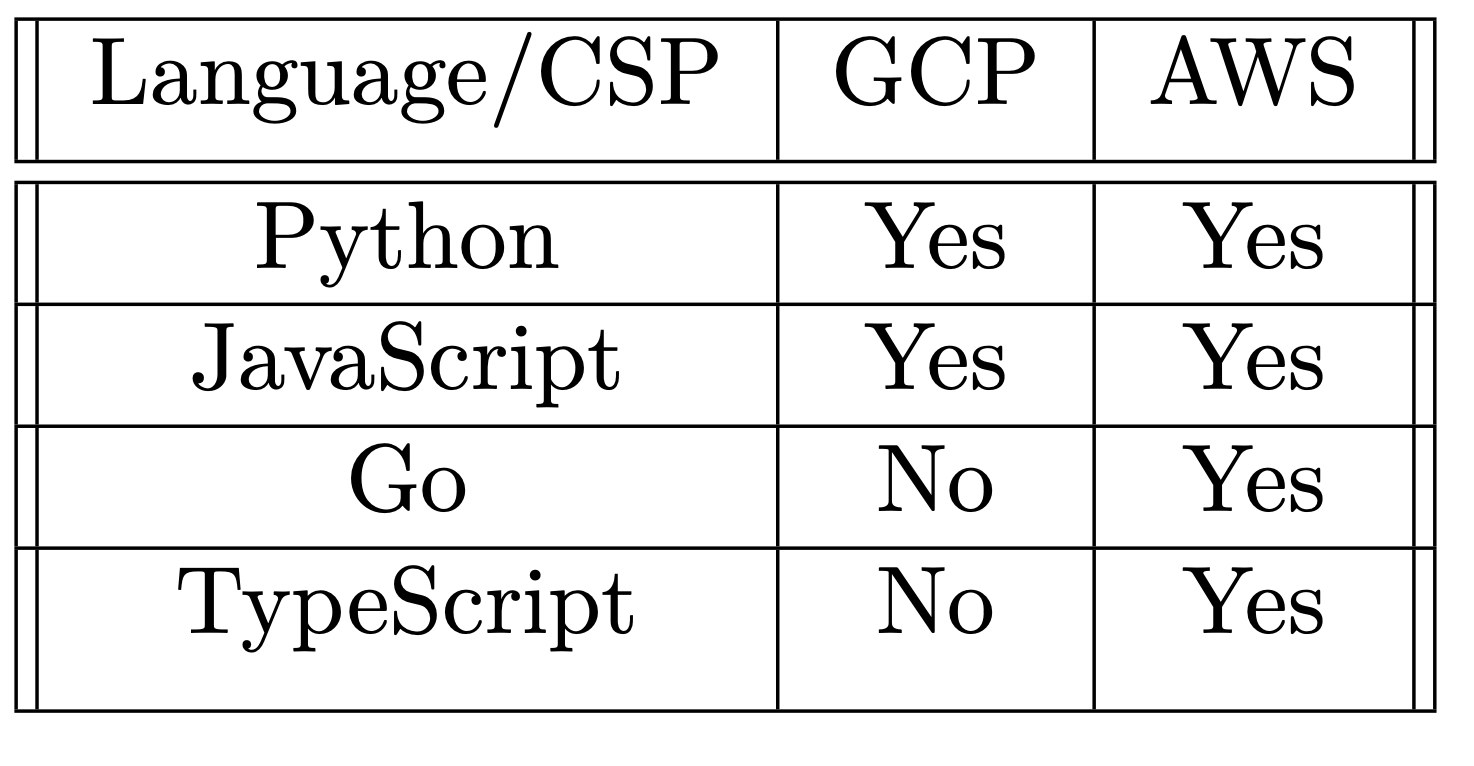 Language/CSP GCP AWS
Python Yes Yes
JavaScript Yes Yes
Go No Yes
TypeScript No Yes